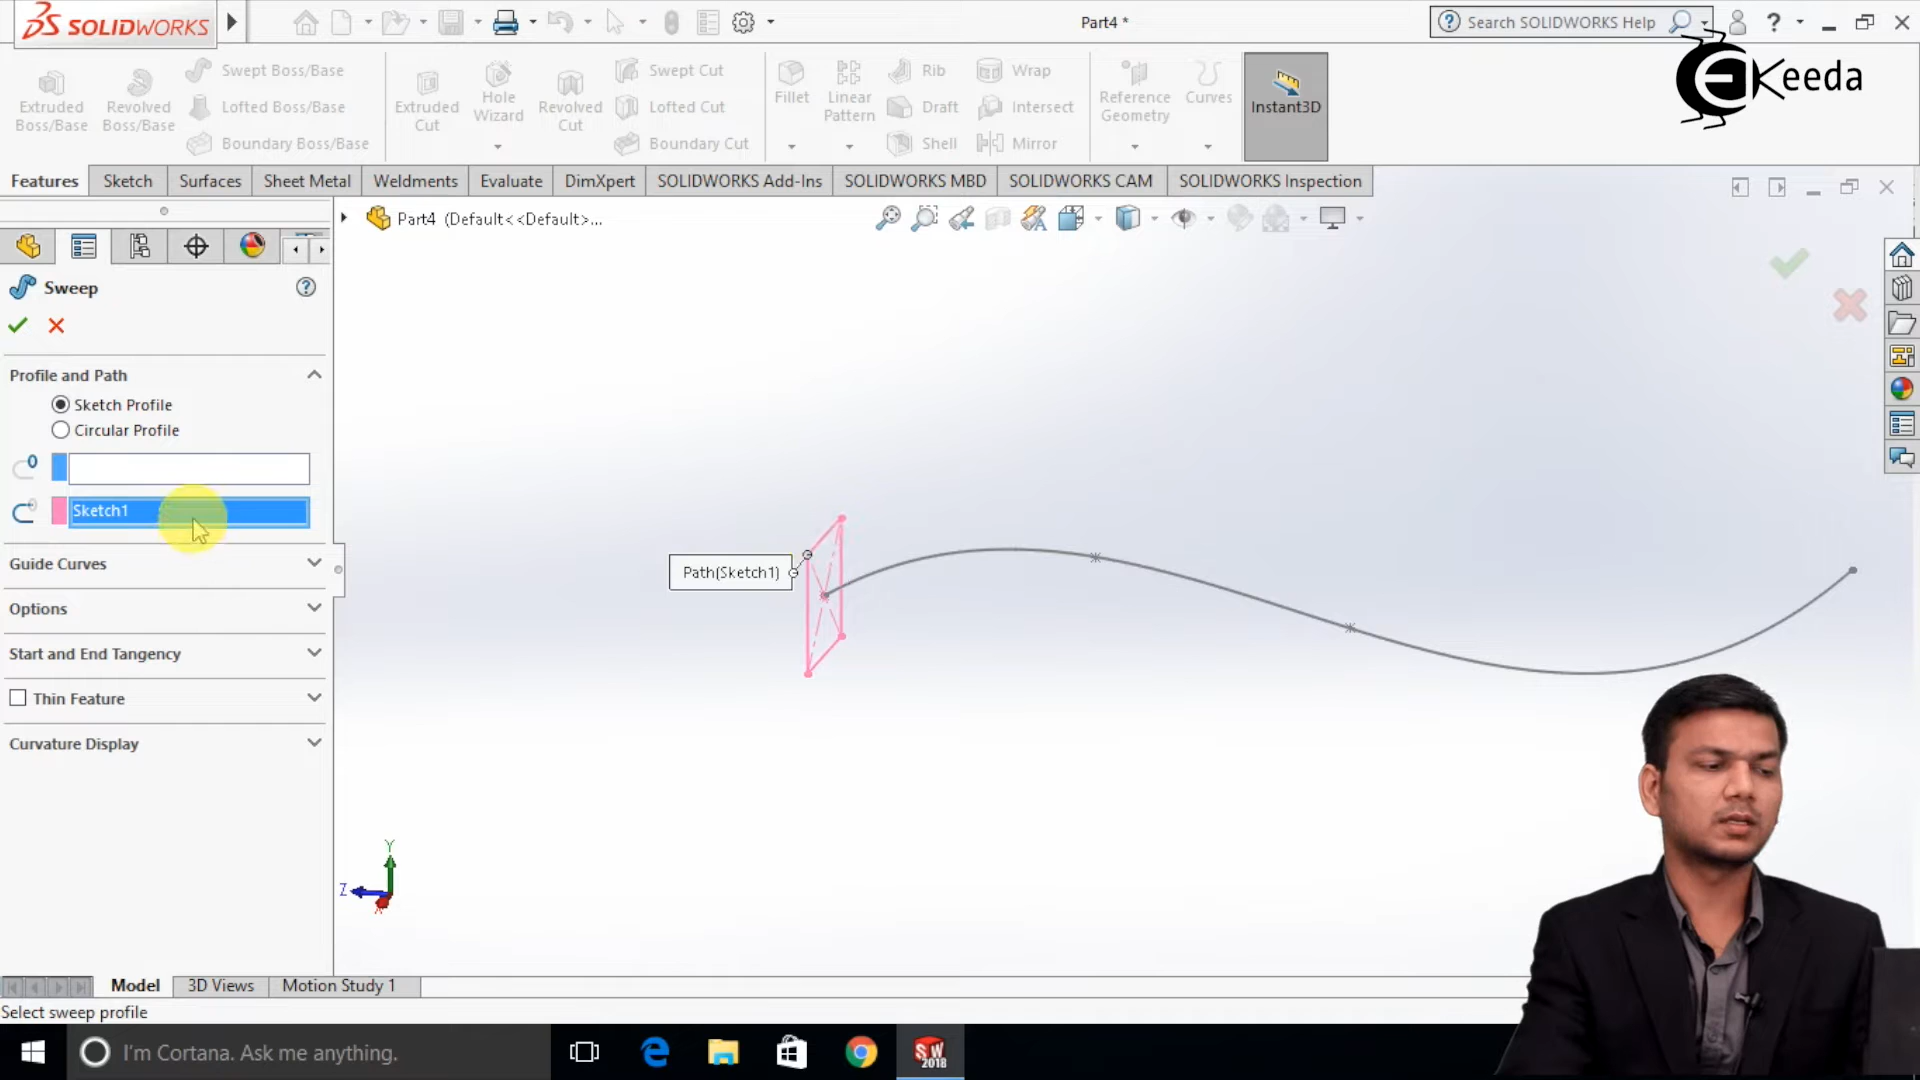 SOLIDWORKS
Part4 *
Search SOLIDWORKS Help
?
EKeeda
Extruded Boss/Base
Revolved Boss/Base
Swept Boss/Base
Lofted Boss/Base
Boundary Boss/Base
Extruded Cut
Hole Wizard
Revolved Cut
Swept Cut
Lofted Cut
Boundary Cut
Fillet
Linear Pattern
Rib
Draft
Shell
Wrap
Intersect
Mirror
Reference Geometry
Curves
Instant3D
Features
Sketch
Surfaces
Sheet Metal
Weldments
Evaluate
DimXpert
SOLIDWORKS Add-Ins
SOLIDWORKS MBD
SOLIDWORKS CAM
SOLIDWORKS Inspection
Part4 (Default<<Default>...
Sweep
Profile and Path
Sketch Profile
Circular Profile
Sketch1
Guide Curves
Options
Start and End Tangency
Thin Feature
Curvature Display
Path(Sketch1)
Y
Z
Model
3D Views
Motion Study 1
Select sweep profile
I'm Cortana. Ask me anything.
SW
2018